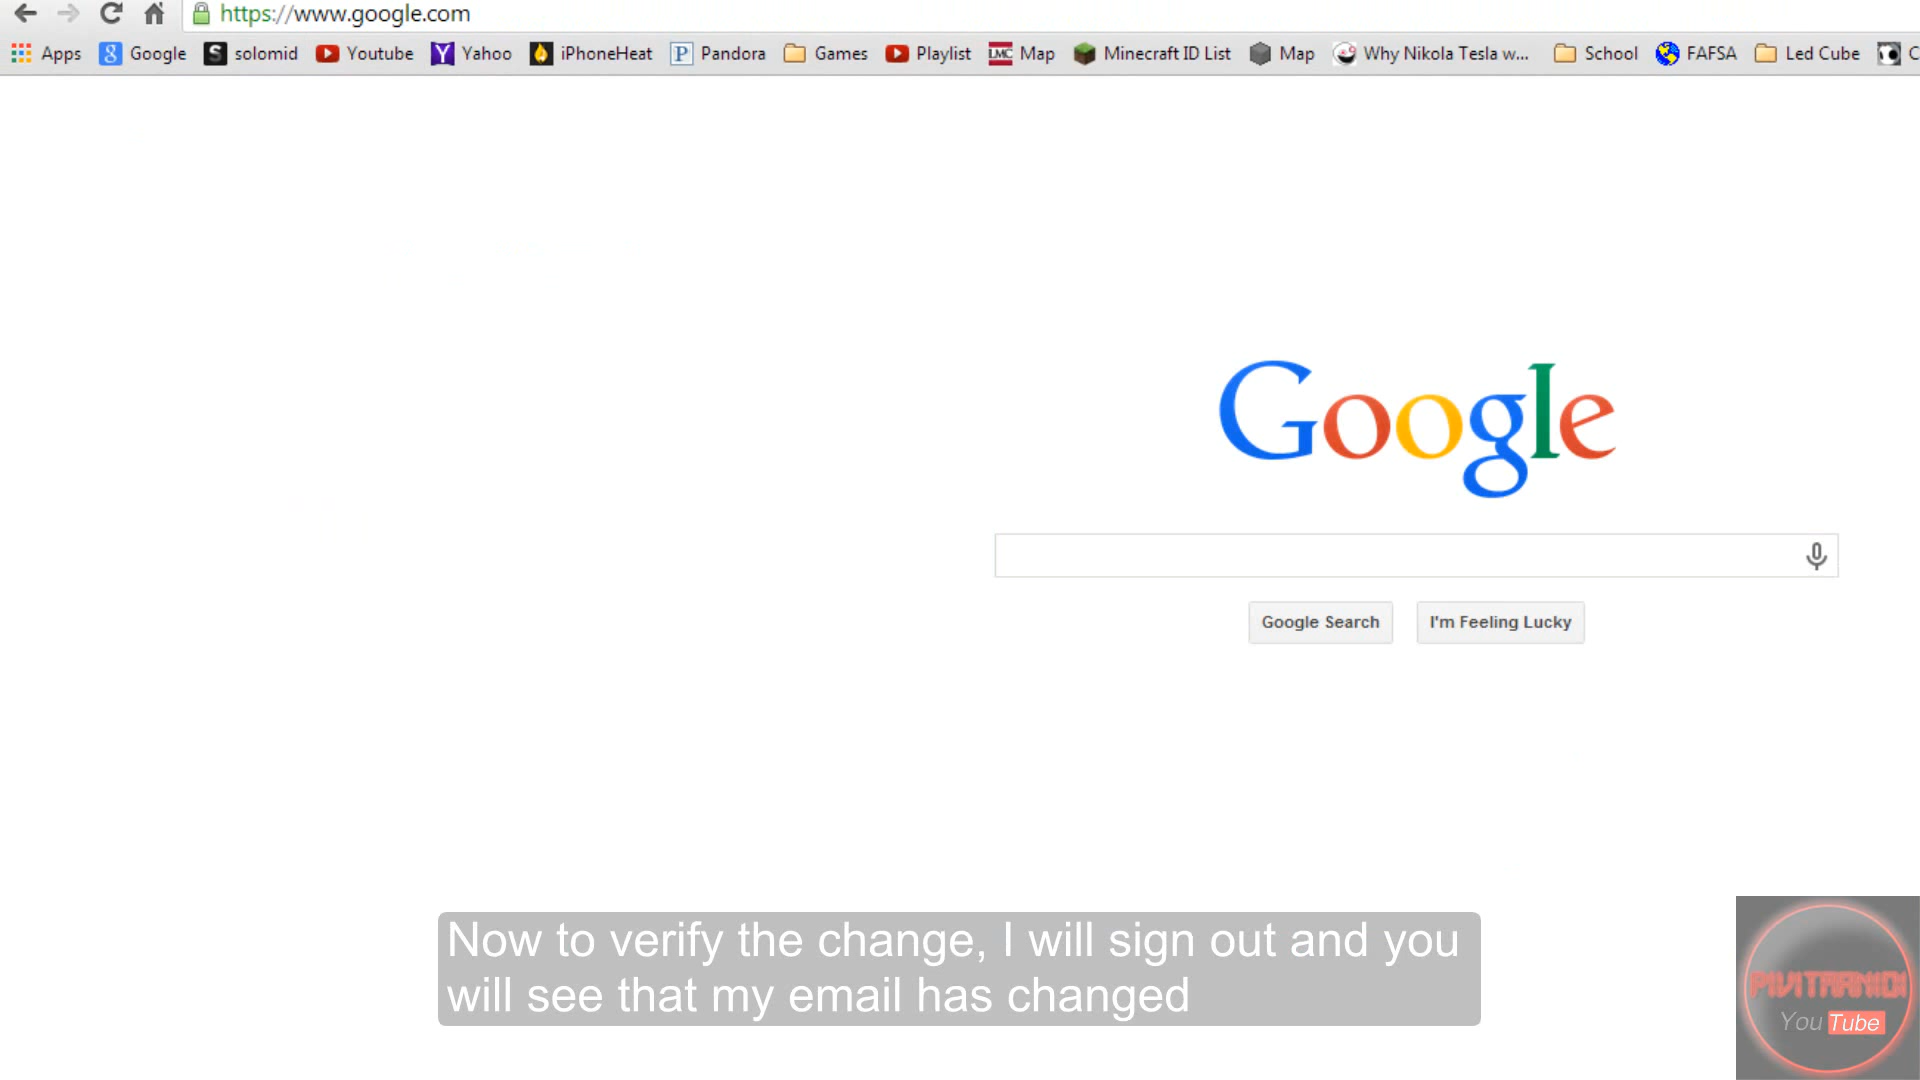 https://www.google.com
Apps Google solomid Youtube Yahoo iPhoneHeat Pandora Games Playlist Map Minecraft ID List Map Why Nikola Tesla w... School FAFSA Led Cube C
Google
Google Search I'm Feeling Lucky
Now to verify the change, I will sign out and you
will see that my email has changed
You Tube